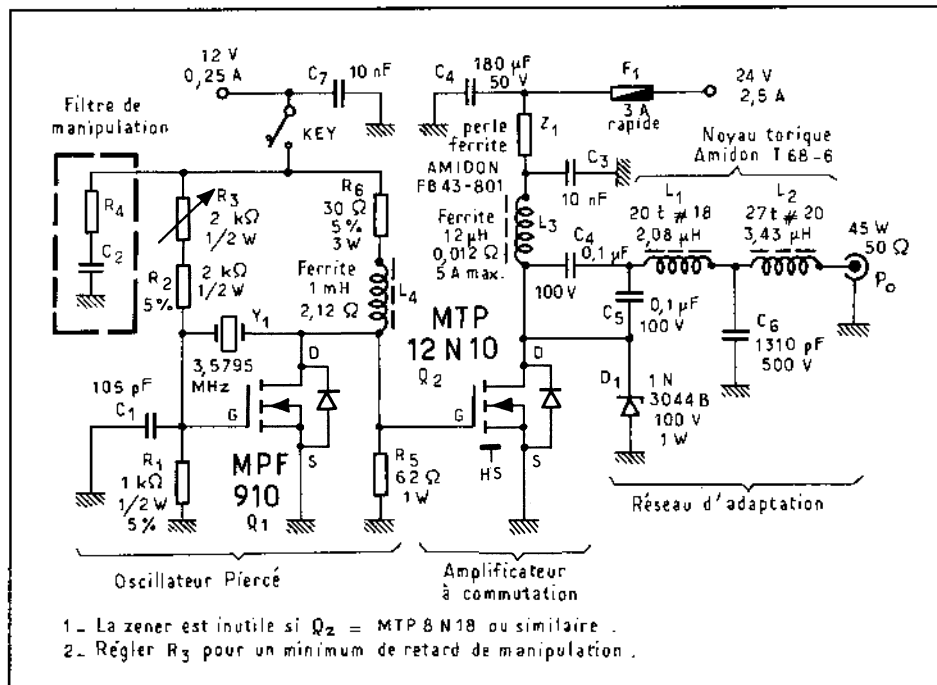 12 V
0,25 A
C7
10 nF
KEY
Filtre de
manipulation
R4
C2
R3
2 kΩ
1/2 W
R2
5%
2 kΩ
1/2 W
R6
30 Ω
5%
3 W
Ferrite
1 mH
2,12 Ω
L4
Y1
3,5795
MHz
105 pF
C1
R1
1 kΩ
1/2 W
5%
G
D
S
MPF
910
Q1
R5
62 Ω
1 W
C4
180 µF
50 V
F1
3 A
rapide
24 V
2,5 A
perle
ferrite
Z1
AMIDON
FB 43-801
C3
10 nF
Ferrite
12 µH
0,012 Ω
5 A max.
L3
C4
0,1 µF
100 V
Noyau torique
Amidon T 68-6
L1
20 t # 18
2,08 µH
L2
27 t # 20
3,43 µH
45 W
50 Ω
Po
C5
0,1 µF
100 V
C6
1310 pF
500 V
MTP
12 N 10
Q2
G
D
S
HS
D1
1 N
3044 B
100 V
1 W
Réseau d'adaptation
Oscillateur Piercé
Amplificateur
à commutation
1_ La zener est inutile si Q2 = MTP 8 N 18 ou similaire .
2_ Régler R3 pour un minimum de retard de manipulation .